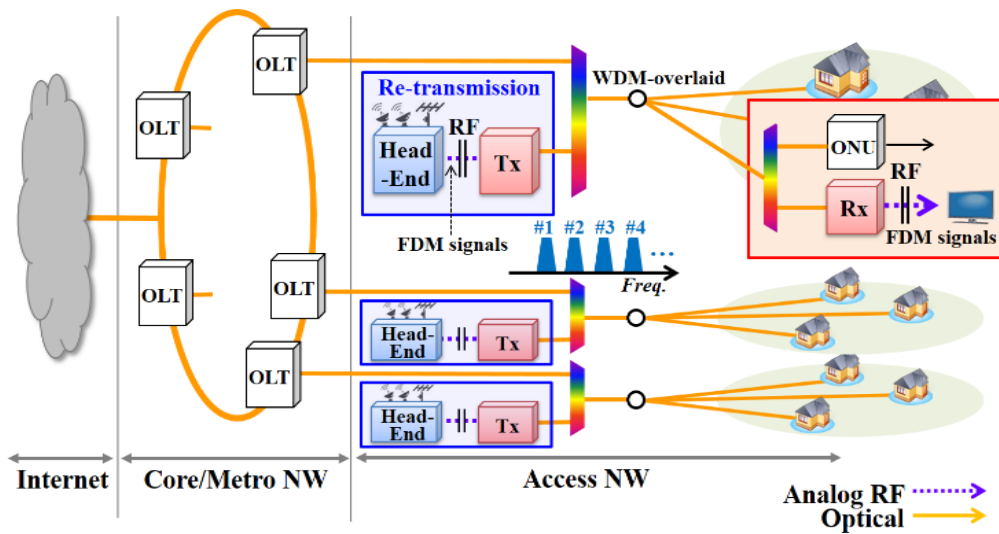 OLT
OLT
OLT
OLT
OLT
Re-transmission
RF
Head
-End
Tx
FDM signals
WDM-overlaid
ONU
RF
Rx
FDM signals
#1 #2 #3 #4 ...
Freq.
Head-
End
Tx
Head-
End
Tx
Internet
Core/Metro NW
Access NW
Analog RF
Optical